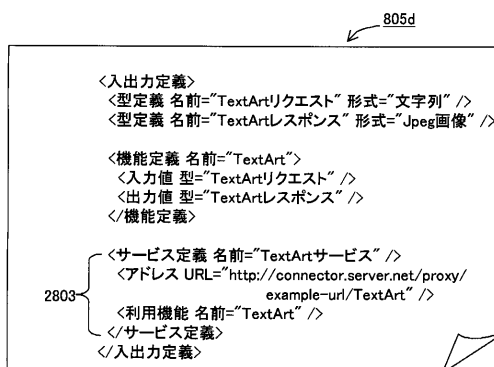 805d
<入出力定義>
<型定義 名前="TextArtリクエスト" 形式="文字列" />
<型定義 名前="TextArtレスポンス" 形式="Jpeg画像" />
<機能定義 名前="TextArt">
<入力値 型="TextArtリクエスト" />
<出力値 型="TextArtレスポンス" />
</機能定義>
<サービス定義 名前="TextArtサービス" />
<アドレス URL="http://connector.server.net/proxy/
example-url/TextArt" />
2803
<利用機能 名前="TextArt" />
</サービス定義>
</入出力定義>